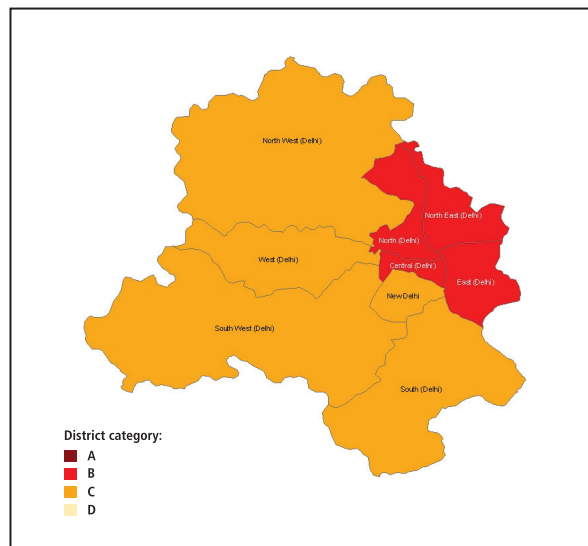 North West (Delhi)
North East (Delhi)
North (Delhi)
West (Delhi)
Central (Delhi)
East (Delhi)
New Delhi
South West (Delhi)
South (Delhi)
District category:
A
B
C
D